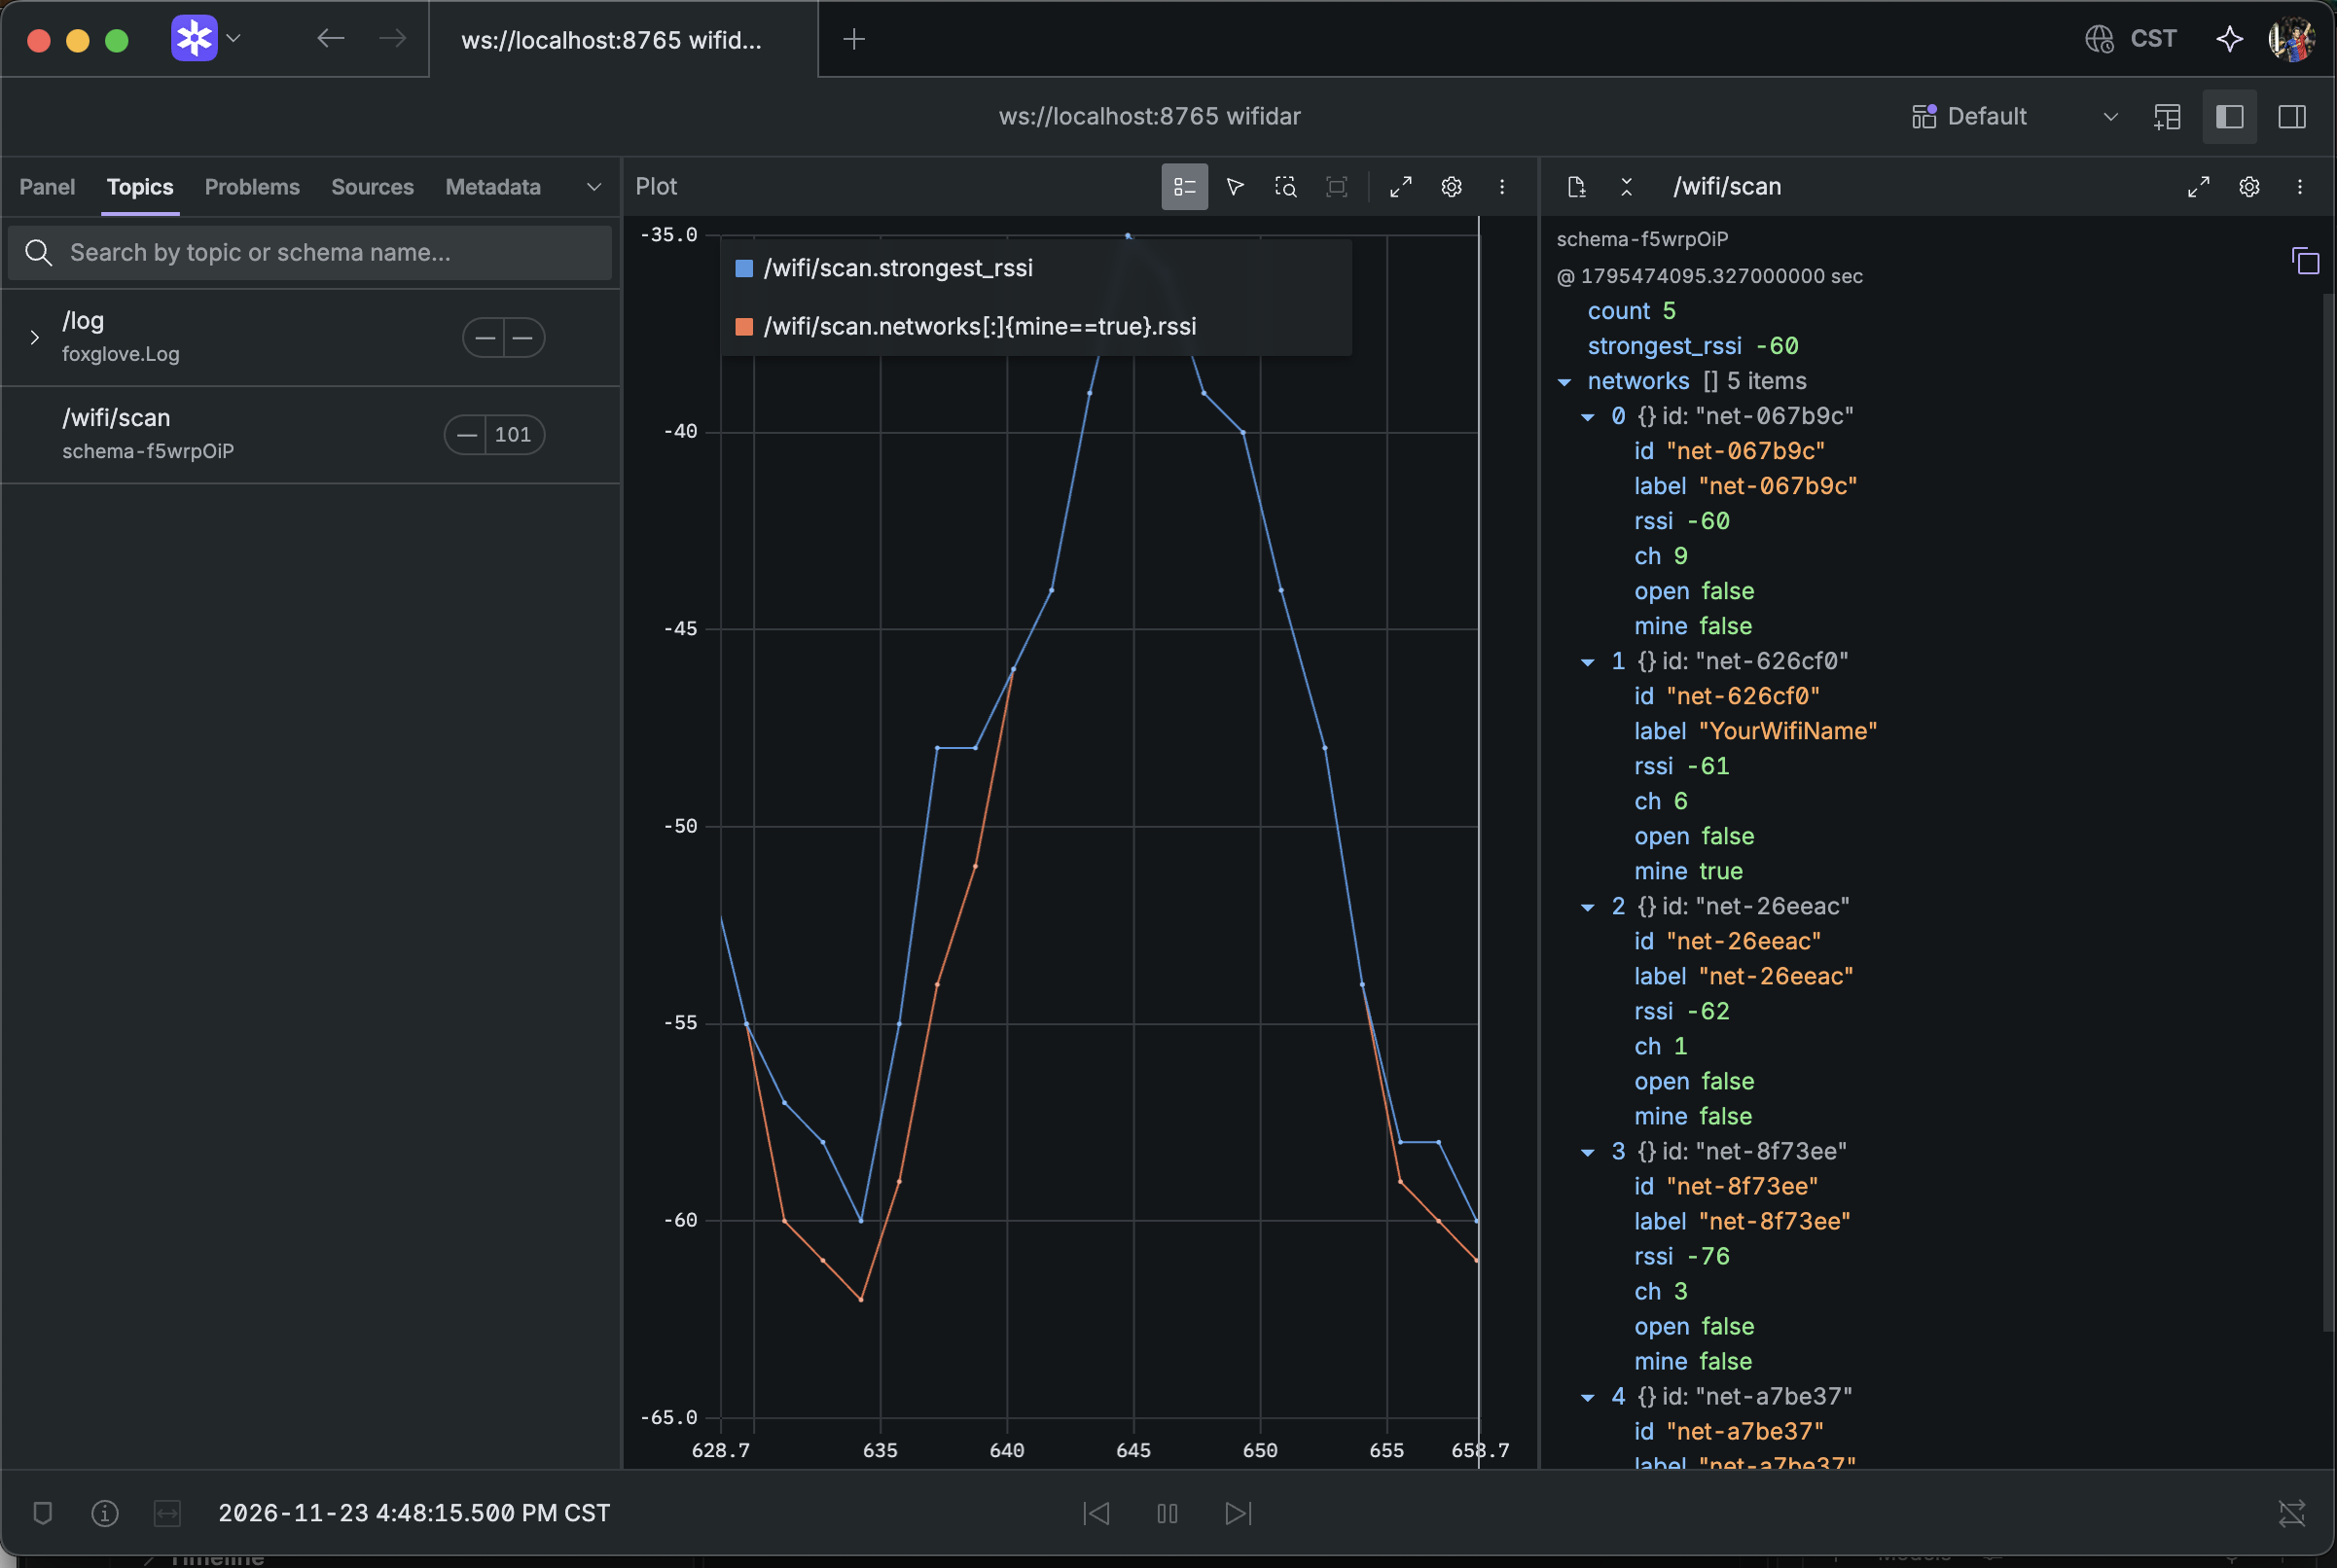 ws://localhost:8765 wifid...
CST
ws://localhost:8765 wifidar
Default
Panel
Topics
Problems
Sources
Metadata
Search by topic or schema name...
/log
foxglove.Log
— —
/wifi/scan
schema-f5wrpOiP
— 101
Plot
/wifi/scan.strongest_rssi
/wifi/scan.networks[:]{mine==true}.rssi
-35.0
-40
-45
-50
-55
-60
-65.0
628.7
635
640
645
650
655
658.7
/wifi/scan
schema-f5wrpOiP
@ 1795474095.327000000 sec
count 5
strongest_rssi -60
networks [] 5 items
0 {} id: "net-067b9c"
id "net-067b9c"
label "net-067b9c"
rssi -60
ch 9
open false
mine false
1 {} id: "net-626cf0"
id "net-626cf0"
label "YourWifiName"
rssi -61
ch 6
open false
mine true
2 {} id: "net-26eeac"
id "net-26eeac"
label "net-26eeac"
rssi -62
ch 1
open false
mine false
3 {} id: "net-8f73ee"
id "net-8f73ee"
label "net-8f73ee"
rssi -76
ch 3
open false
mine false
4 {} id: "net-a7be37"
id "net-a7be37"
label "net-a7be37"
2026-11-23 4:48:15.500 PM CST
Timeline
Models